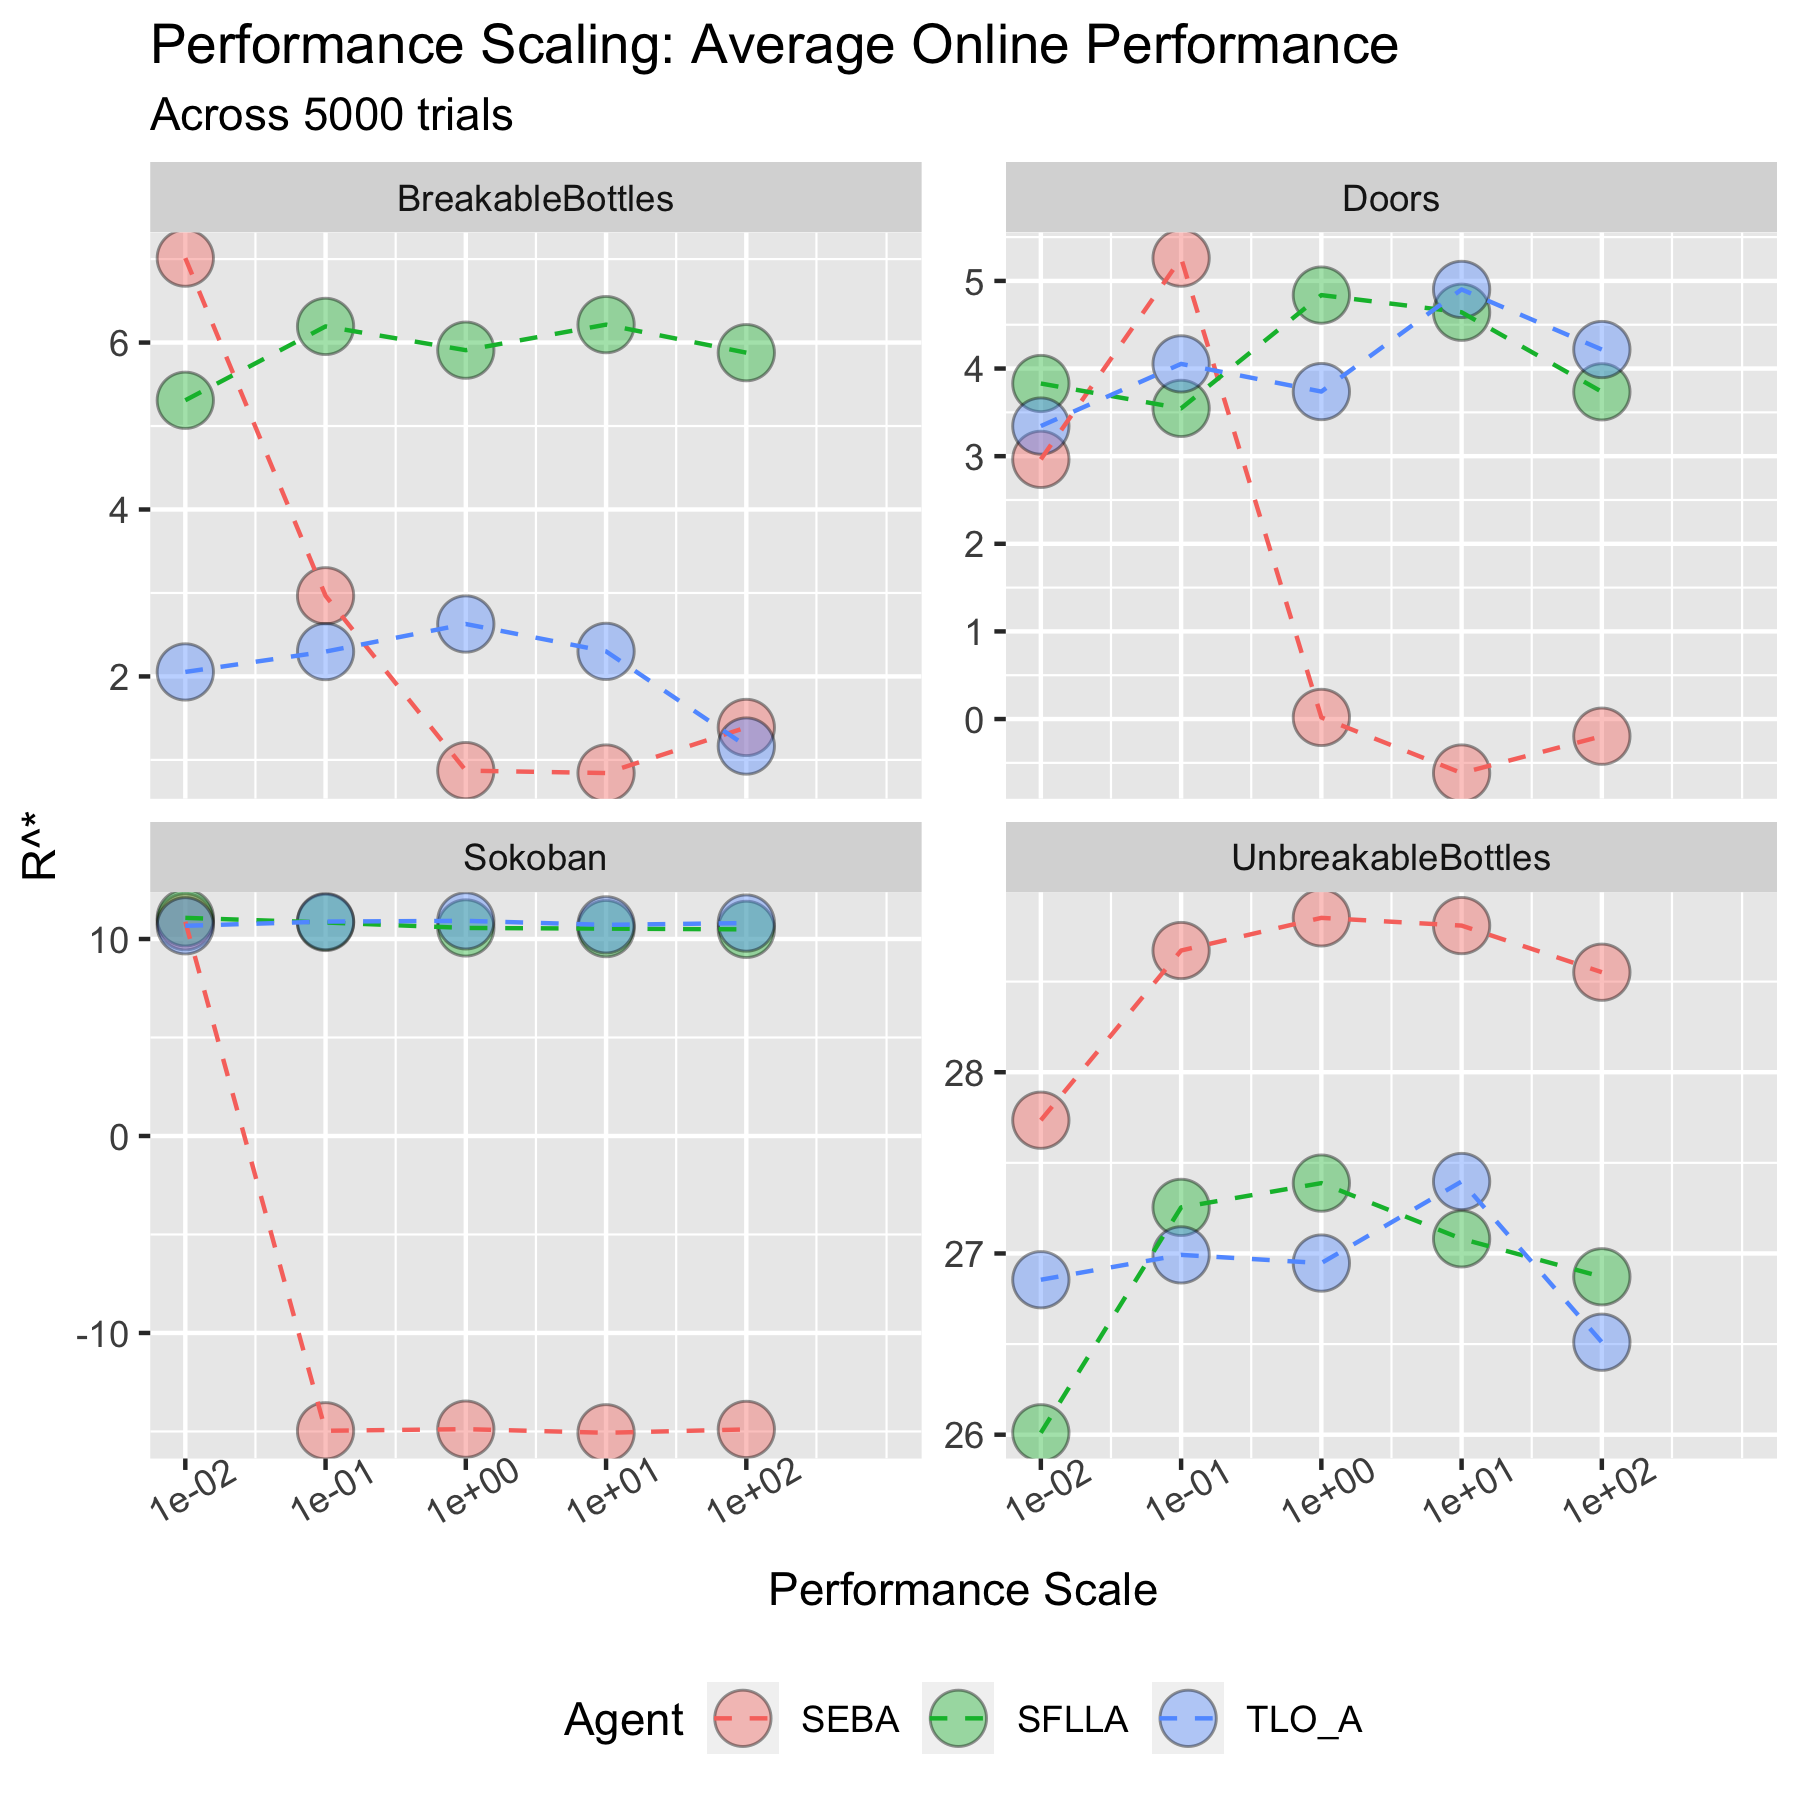 Performance Scaling: Average Online Performance
Across 5000 trials
BreakableBottles
Doors
6
4
2
5
4
3
2
1
0
R^*
Sokoban
UnbreakableBottles
10
0
-10
28
27
26
1e-02 1e-01 1e+00 1e+01 1e+02
1e-02 1e-01 1e+00 1e+01 1e+02
Performance Scale
Agent SEBA SFLLA TLO_A